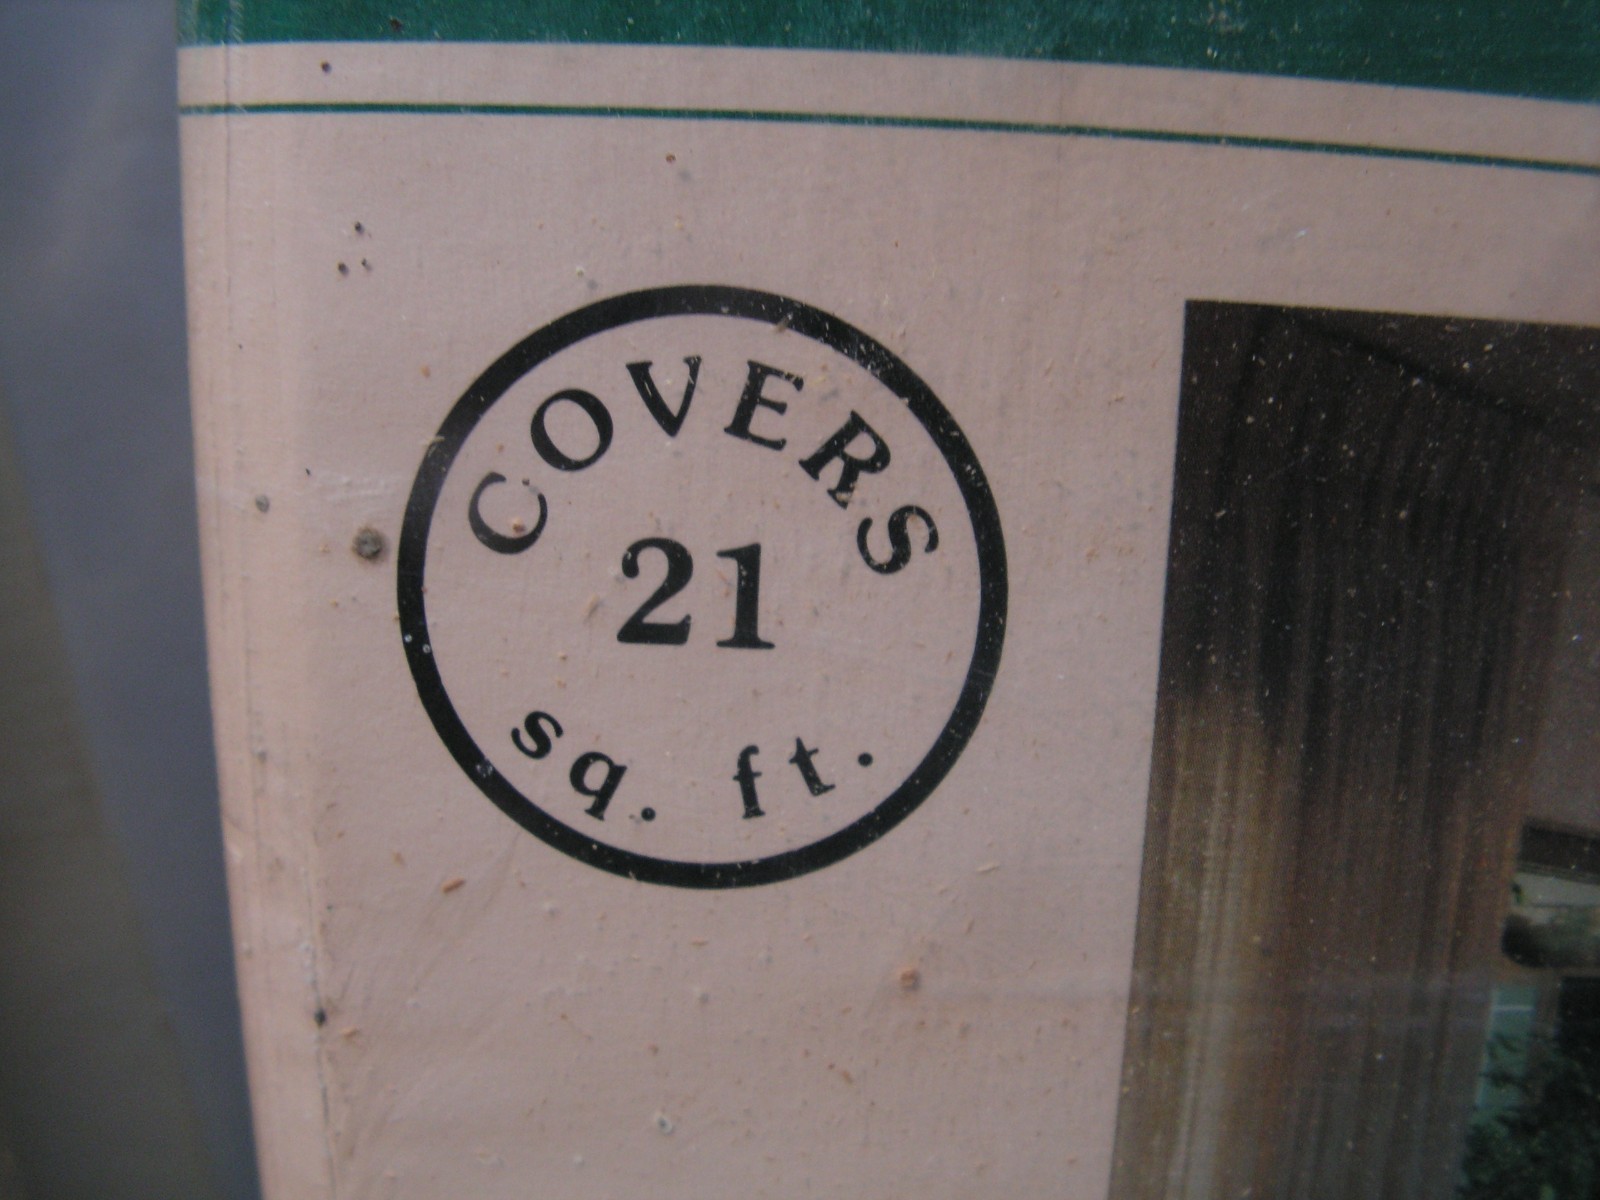 COVERS
21
sq. ft.